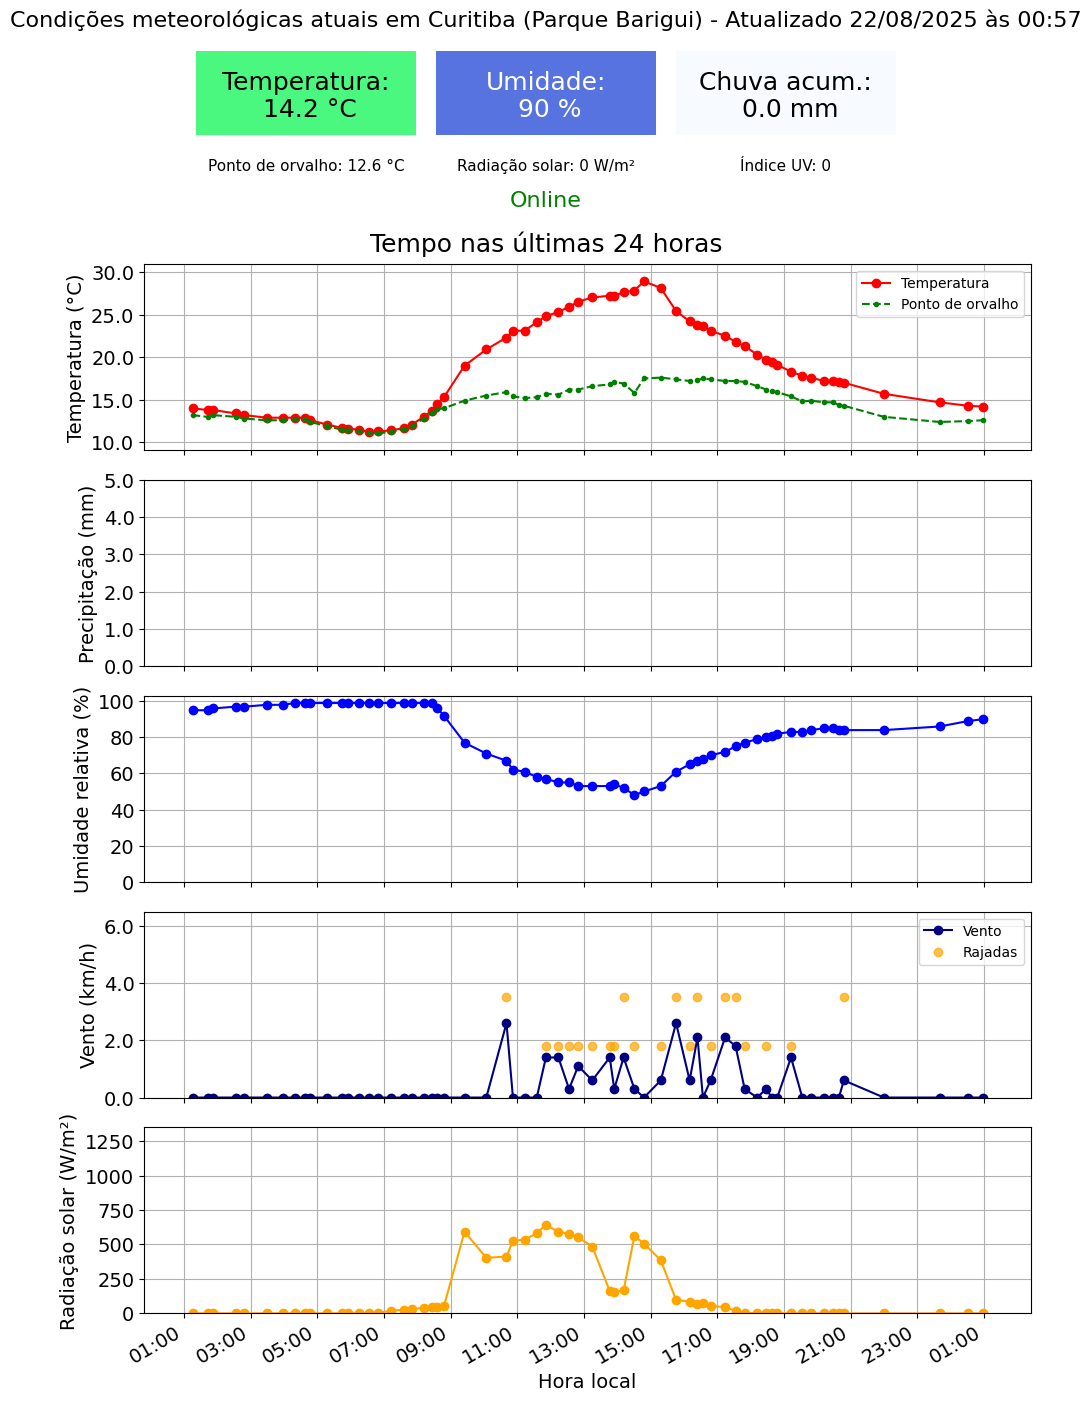 Condições meteorológicas atuais em Curitiba (Parque Barigui) - Atualizado 22/08/2025 às 00:57
Temperatura:
14.2 °C
Umidade:
90 %
Chuva acum.:
0.0 mm
Ponto de orvalho: 12.6 °C
Radiação solar: 0 W/m²
Índice UV: 0
Online
Tempo nas últimas 24 horas
Temperatura (°C)
30.0
25.0
20.0
15.0
10.0
Temperatura
Ponto de orvalho
Precipitação (mm)
5.0
4.0
3.0
2.0
1.0
0.0
Umidade relativa (%)
100
80
60
40
20
0
Vento (km/h)
6.0
4.0
2.0
0.0
Vento
Rajadas
Radiação solar (W/m²)
1250
1000
750
500
250
0
01:00
03:00
05:00
07:00
09:00
11:00
13:00
15:00
17:00
19:00
21:00
23:00
01:00
Hora local